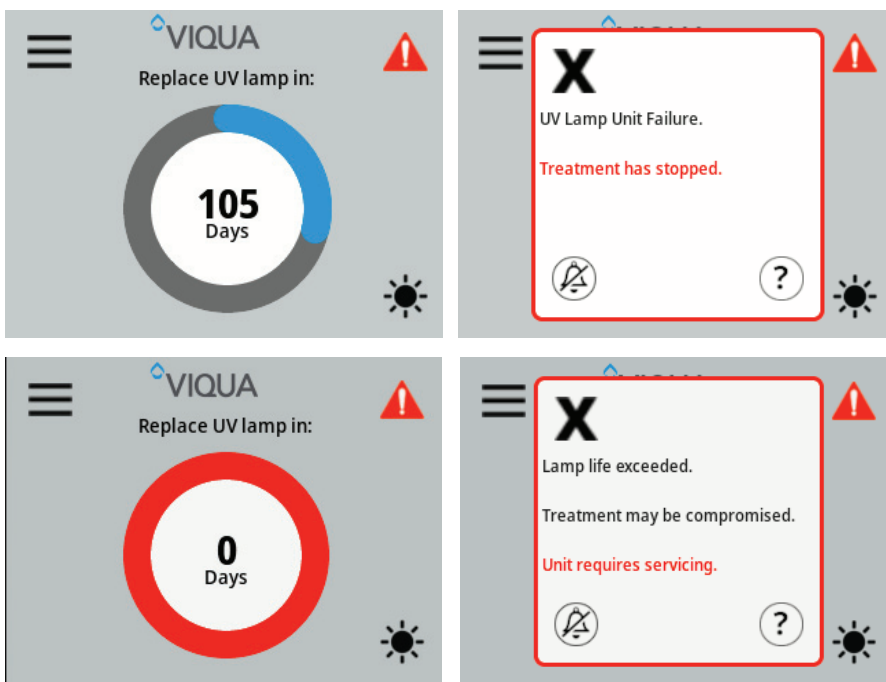 VIQUA
Replace UV lamp in:
105
Days
X
UV Lamp Unit Failure.
Treatment has stopped.
?
VIQUA
Replace UV lamp in:
0
Days
X
Lamp life exceeded.
Treatment may be compromised.
Unit requires servicing.
?